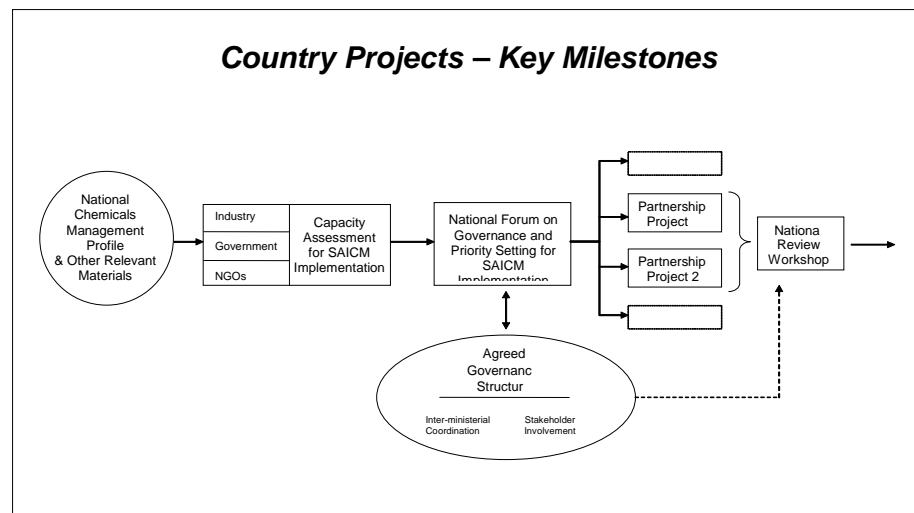 Country Projects – Key Milestones
National
Chemicals
Management
Profile
& Other Relevant
Materials
Industry
Government
NGOs
Capacity
Assessment
for SAICM
Implementation
National Forum on
Governance and
Priority Setting for
SAICM
Implementation
Partnership
Project
Partnership
Project 2
Nationa
Review
Workshop
Agreed
Governanc
Structur
Inter-ministerial
Coordination
Stakeholder
Involvement